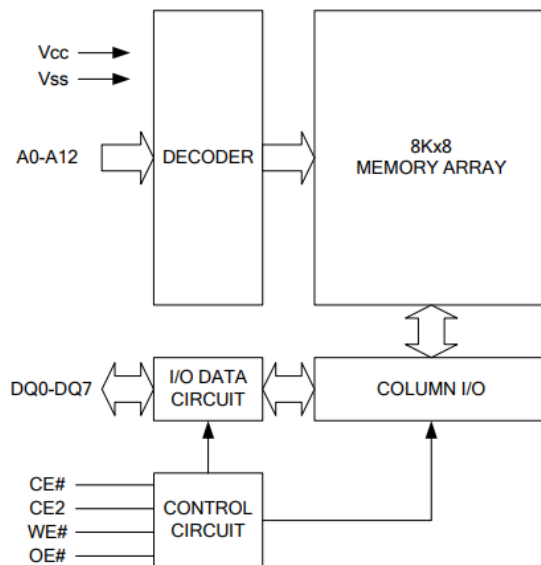 Vcc
Vss
A0-A12
DECODER
8Kx8
MEMORY ARRAY
DQ0-DQ7
I/O DATA
CIRCUIT
COLUMN I/O
CE#
CE2
WE#
OE#
CONTROL
CIRCUIT